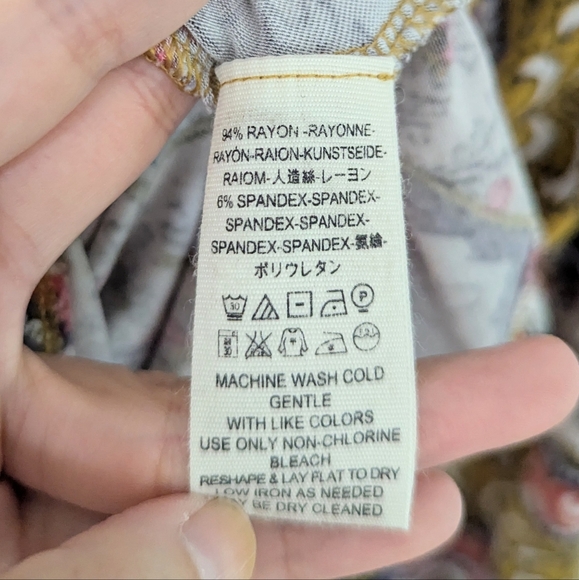 94% RAYON -RAYONNE-
RAYÓN-RAION-KUNSTSEIDE-
RAIOM-人造絲-レーヨン
6% SPANDEX-SPANDEX-
SPANDEX-SPANDEX-
SPANDEX-SPANDEX-氨綸-
ポリウレタン
30 P
30
MACHINE WASH COLD
GENTLE
WITH LIKE COLORS
USE ONLY NON-CHLORINE
BLEACH
RESHAPE & LAY FLAT TO DRY
LOW IRON AS NEEDED
BE DRY CLEANED